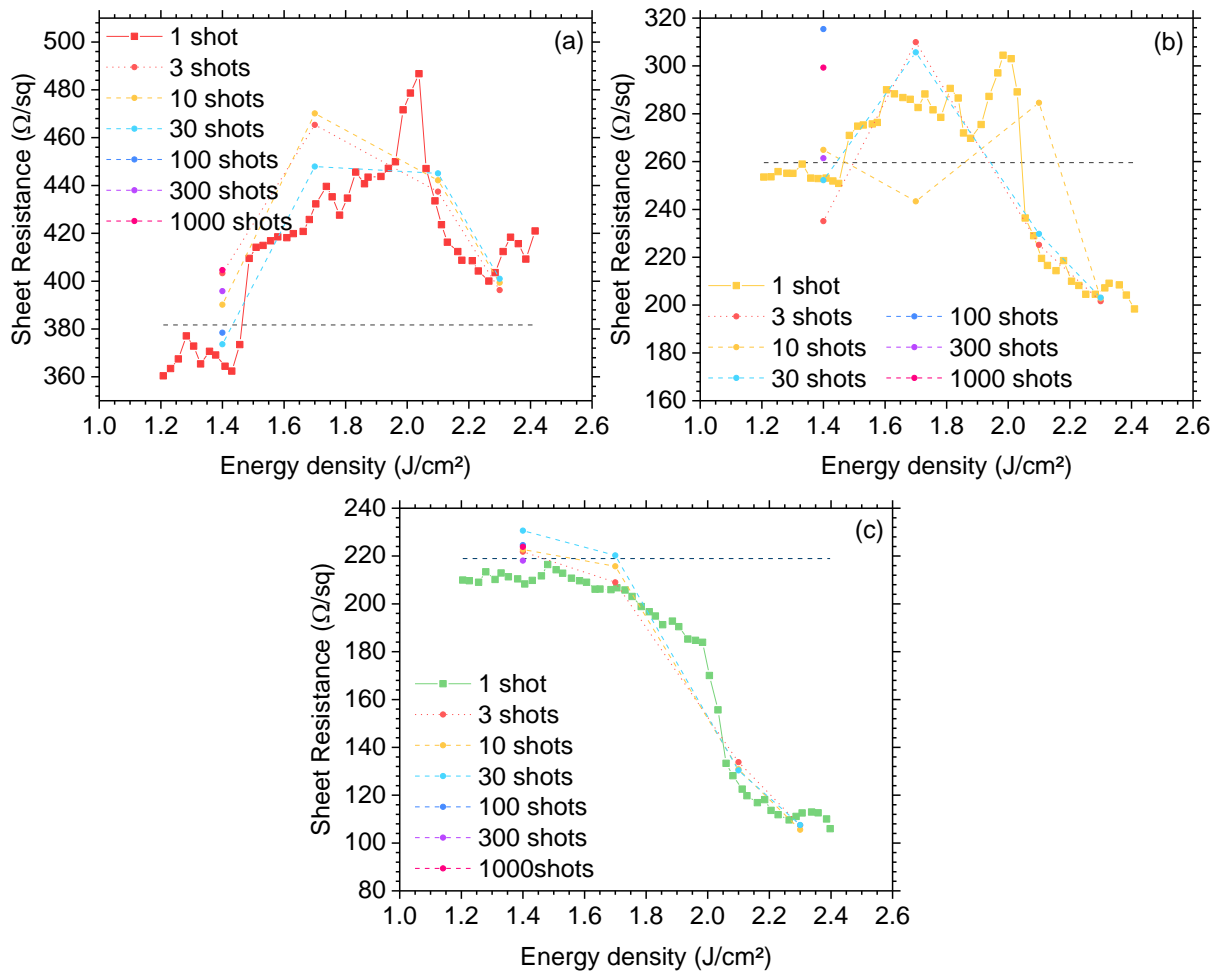 (a)
500
480
460
440
420
400
380
360
Sheet Resistance (Ω/sq)
1 shot
3 shots
10 shots
30 shots
100 shots
300 shots
1000 shots
1.0 1.2 1.4 1.6 1.8 2.0 2.2 2.4 2.6
Energy density (J/cm²)
(b)
320
300
280
260
240
220
200
180
160
Sheet Resistance (Ω/sq)
1 shot
3 shots
10 shots
30 shots
100 shots
300 shots
1000 shots
1.0 1.2 1.4 1.6 1.8 2.0 2.2 2.4 2.6
Energy density (J/cm²)
(c)
240
220
200
180
160
140
120
100
80
Sheet Resistance (Ω/sq)
1 shot
3 shots
10 shots
30 shots
100 shots
300 shots
1000shots
1.0 1.2 1.4 1.6 1.8 2.0 2.2 2.4 2.6
Energy density (J/cm²)